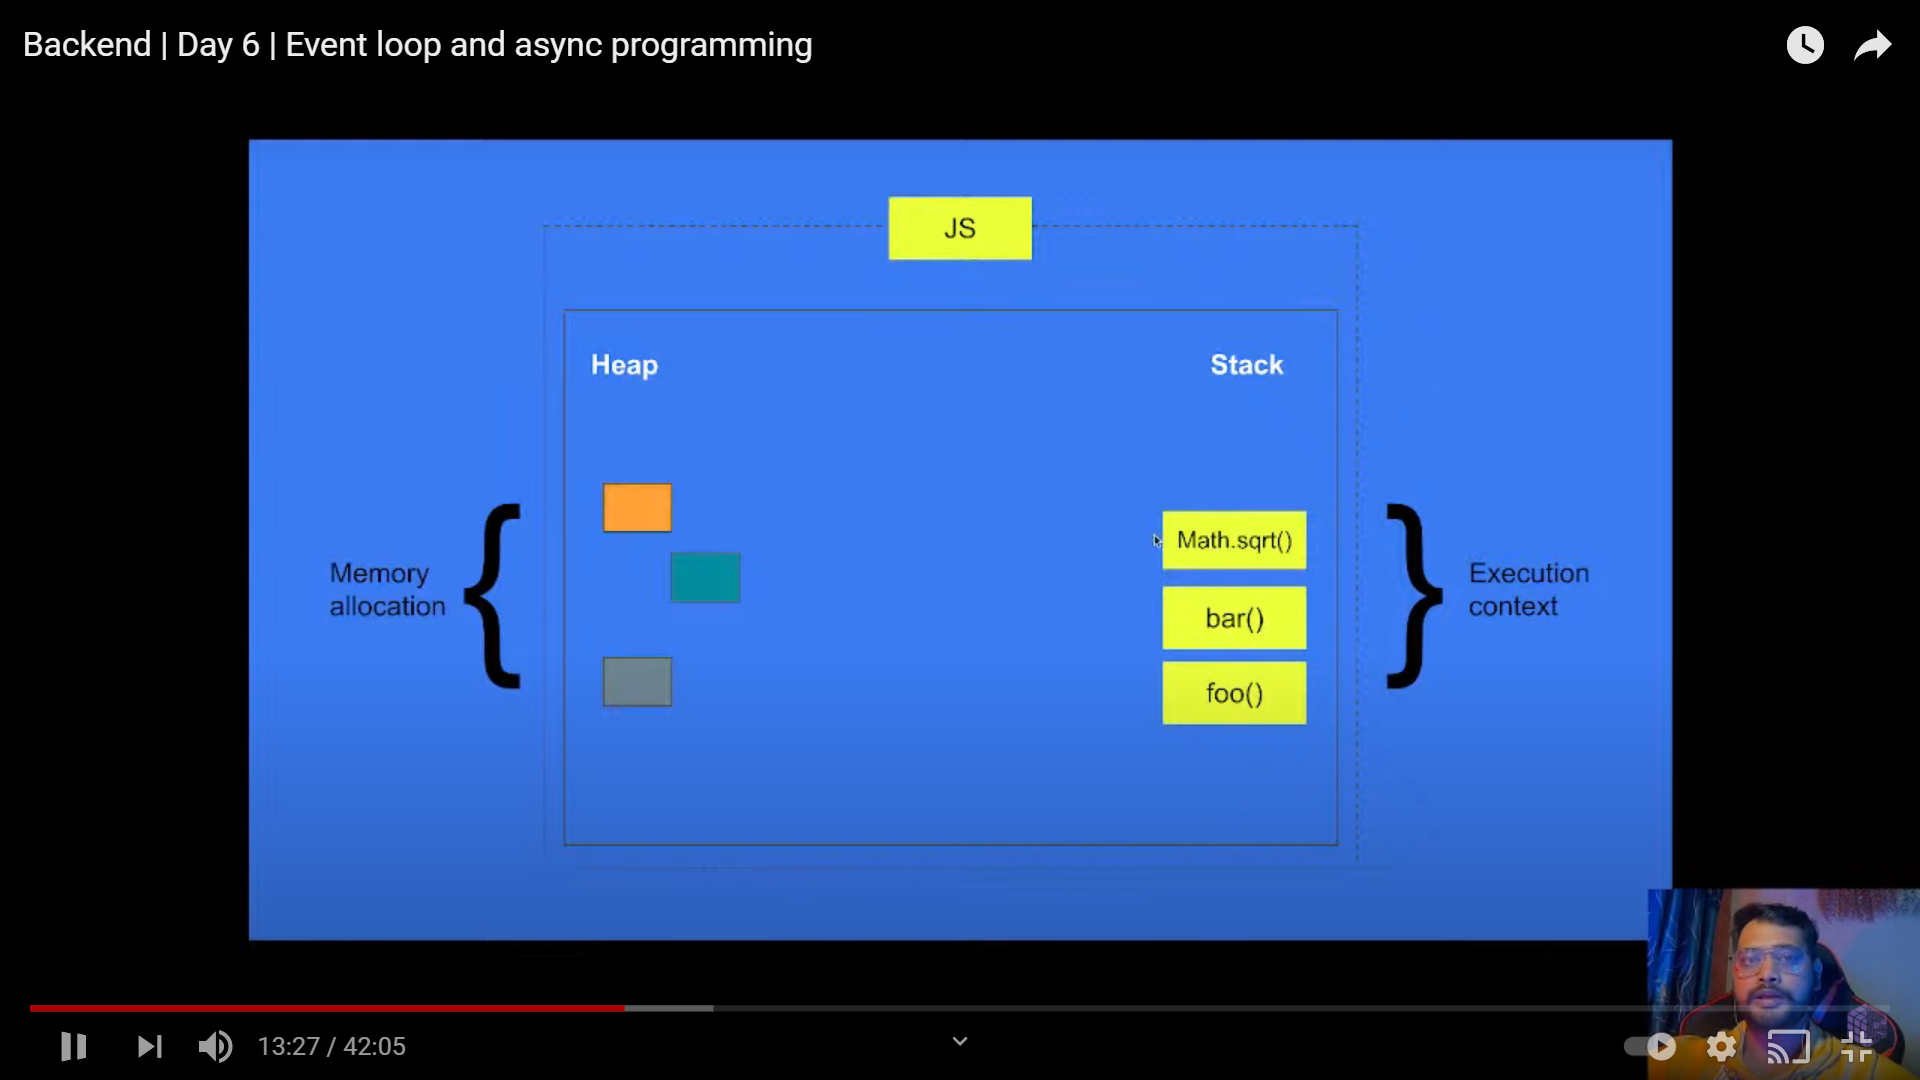 Backend | Day 6 | Event loop and async programming
JS
Heap
Stack
Math.sqrt()
bar()
foo()
Memory
allocation
Execution
context
13:27 / 42:05